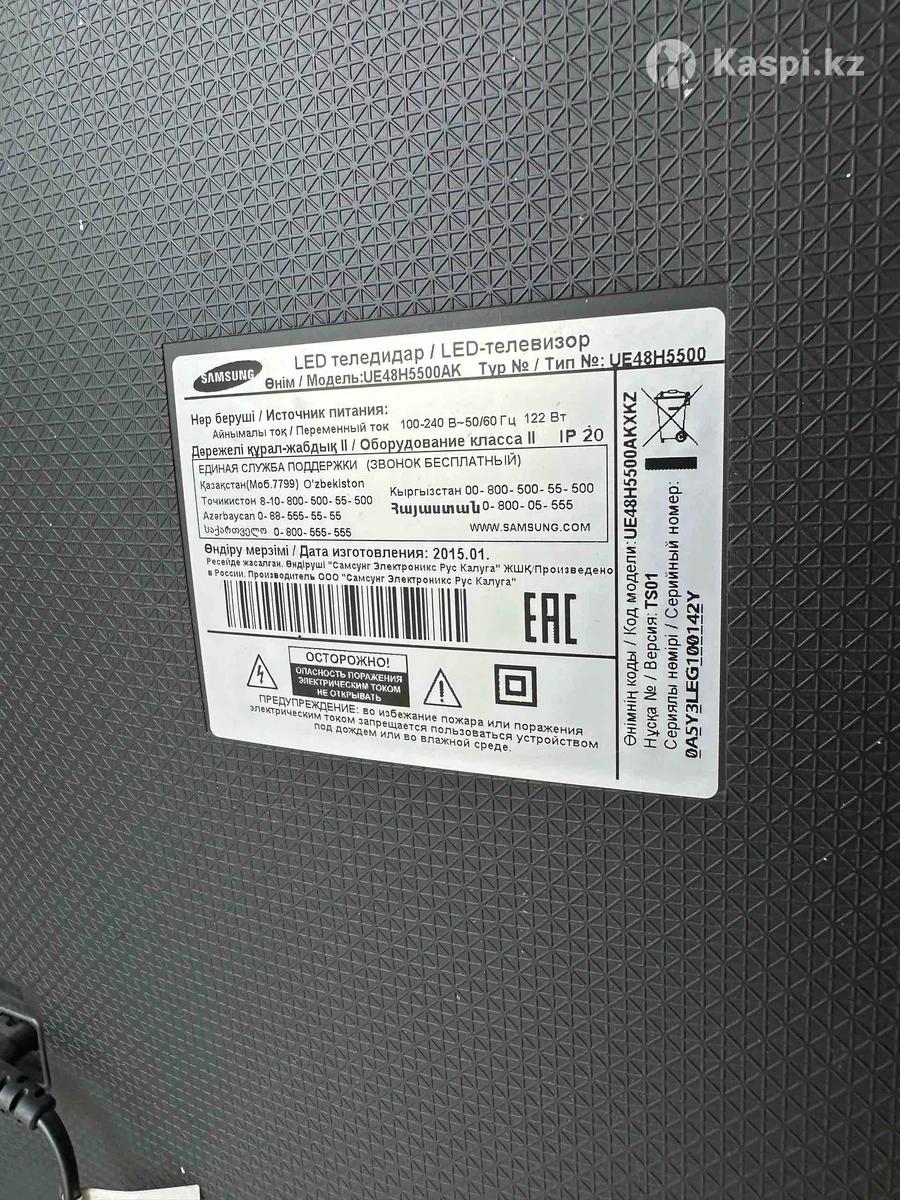 Kaspi.kz
SAMSUNG
LED теледидар / LED-телевизор
Өнім / Модель:UE48H5500AK Түр № / Тип №: UE48H5500
Нәр беруші / Источник питания:
Айнымалы тоқ / Переменный ток 100-240 В~50/60 Гц 122 Вт
Дәрежелі құрал-жабдық II / Оборудование класса II IP 20
ЕДИНАЯ СЛУЖБА ПОДДЕРЖКИ (ЗВОНОК БЕСПЛАТНЫЙ)
Қазақстан(Моб.7799) O'zbekiston
Точикистон 8-10-800-500-55-500 Кыргызстан 00-800-500-55-500
Azərbaycan 0-88-555-55-55 Հայաստան 0-800-05-555
საქართველო 0-800-555-555 WWW.SAMSUNG.COM
Өндіру мерзімі / Дата изготовления: 2015.01.
Ресейде жасалған. Өндіруші "Самсунг Электроникс Рус Калуга" ЖШҚ/Произведено
в России. Производитель ООО "Самсунг Электроникс Рус Калуга"
EAC
ОСТОРОЖНО!
ОПАСНОСТЬ ПОРАЖЕНИЯ
ЭЛЕКТРИЧЕСКИМ ТОКОМ
НЕ ОТКРЫВАТЬ
ПРЕДУПРЕЖДЕНИЕ: во избежание пожара или поражения
электрическим током запрещается пользоваться устройством
под дождем или во влажной среде.
Өнімнің коды / Код модели: UE48H5500AKXKZ
Нұсқа № / Версия: TS01
Сериялы нөмірі / Серийный номер:
0A5Y3LEG100142Y